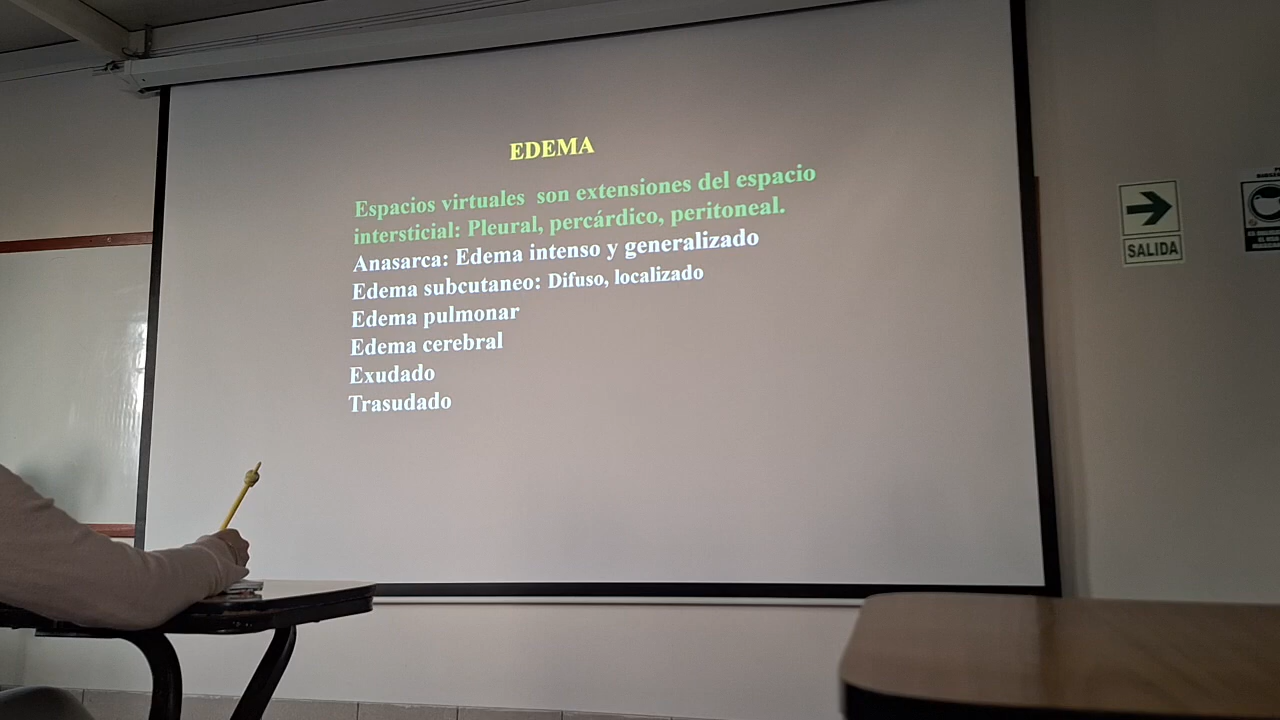 EDEMA
Espacios virtuales son extensiones del espacio
intersticial: Pleural, percárdico, peritoneal.
Anasarca: Edema intenso y generalizado
Edema subcutaneo: Difuso, localizado
Edema pulmonar
Edema cerebral
Exudado
Trasudado
SALIDA